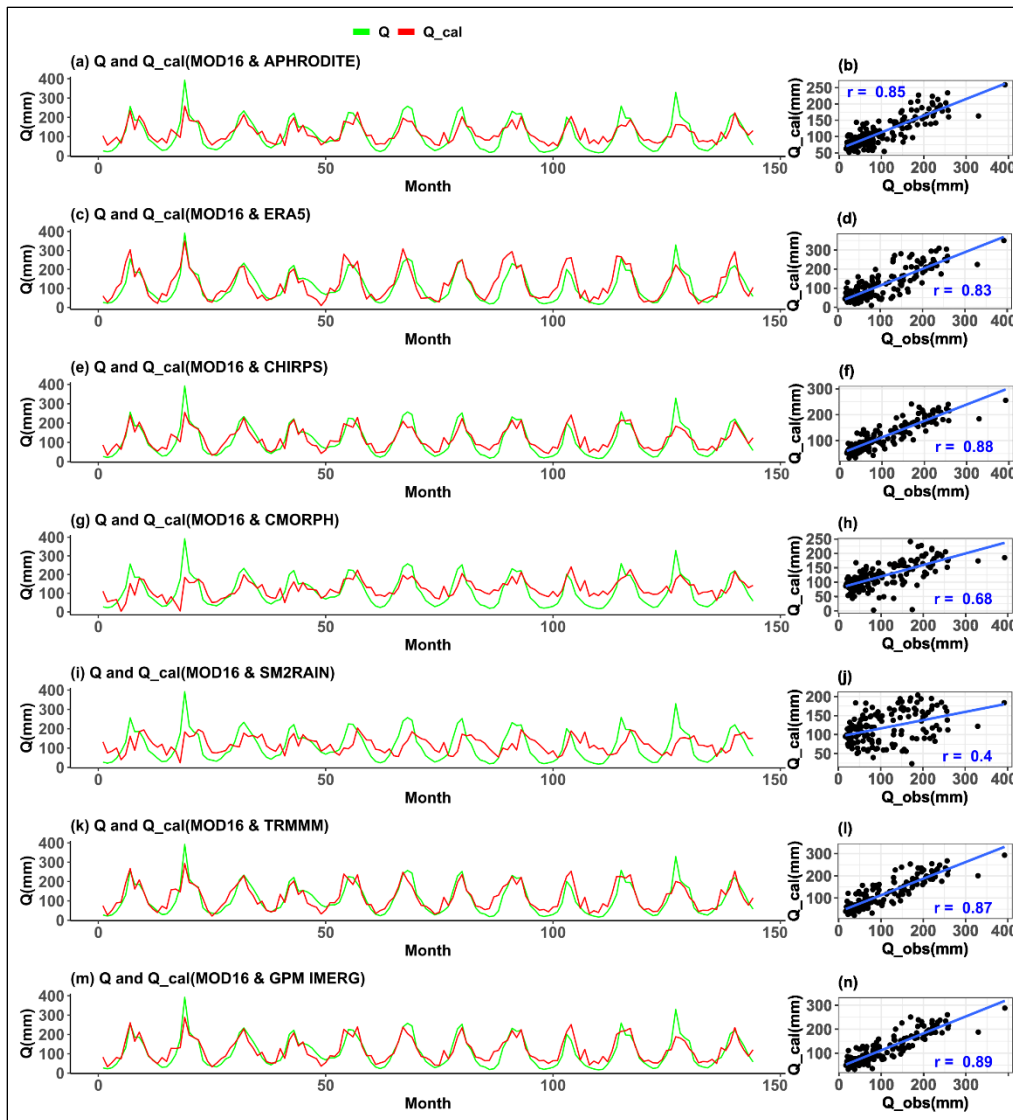 Q Q_cal
(a) Q and Q_cal(MOD16 & APHRODITE)
Q(mm)
400
300
200
100
0
0 50 100 150
Month
(b)
r = 0.85
Q_cal(mm)
250
200
150
100
50
0 100 200 300 400
Q_obs(mm)
(c) Q and Q_cal(MOD16 & ERA5)
Q(mm)
400
300
200
100
0
0 50 100 150
Month
(d)
r = 0.83
Q_cal(mm)
300
200
100
0
0 100 200 300 400
Q_obs(mm)
(e) Q and Q_cal(MOD16 & CHIRPS)
Q(mm)
400
300
200
100
0
0 50 100 150
Month
(f)
r = 0.88
Q_cal(mm)
300
200
100
0 100 200 300 400
Q_obs(mm)
(g) Q and Q_cal(MOD16 & CMORPH)
Q(mm)
400
300
200
100
0
0 50 100 150
Month
(h)
r = 0.68
Q_cal(mm)
250
200
150
100
50
0
0 100 200 300 400
Q_obs(mm)
(i) Q and Q_cal(MOD16 & SM2RAIN)
Q(mm)
400
300
200
100
0
0 50 100 150
Month
(j)
r = 0.4
Q_cal(mm)
200
150
100
50
0 100 200 300 400
Q_obs(mm)
(k) Q and Q_cal(MOD16 & TRMMM)
Q(mm)
400
300
200
100
0
0 50 100 150
Month
(l)
r = 0.87
Q_cal(mm)
300
200
100
0 100 200 300 400
Q_obs(mm)
(m) Q and Q_cal(MOD16 & GPM IMERG)
Q(mm)
400
300
200
100
0
0 50 100 150
Month
(n)
r = 0.89
Q_cal(mm)
300
200
100
0 100 200 300 400
Q_obs(mm)